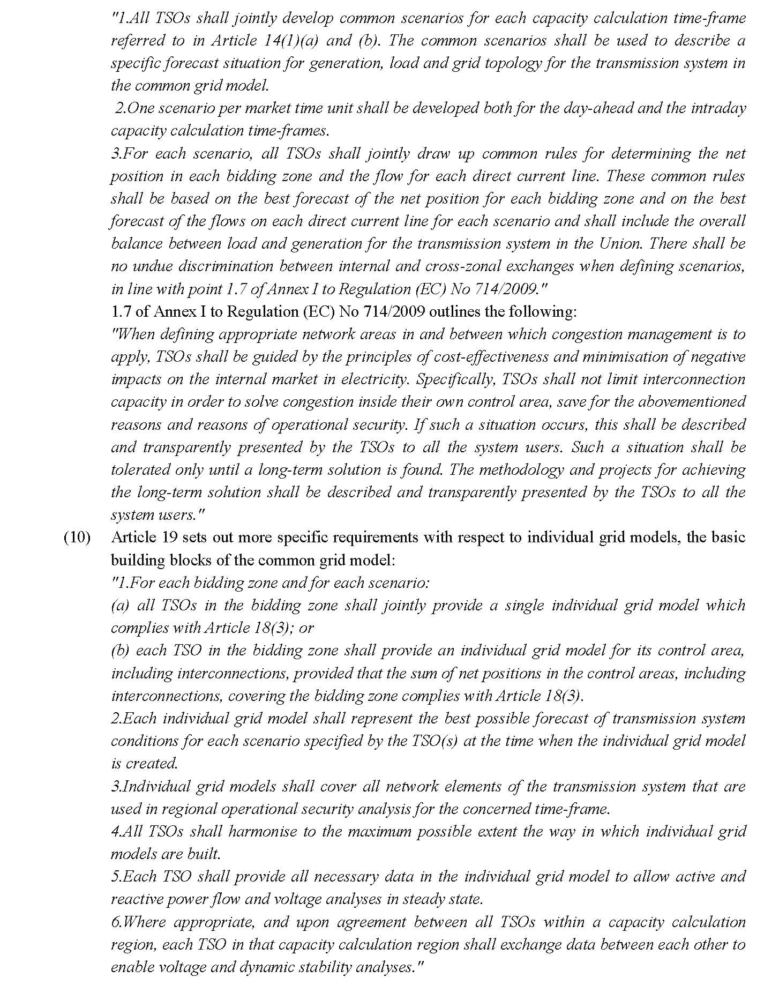 "1.All TSOs shall jointly develop common scenarios for each capacity calculation time-frame
referred to in Article 14(1)(a) and (b). The common scenarios shall be used to describe a
specific forecast situation for generation, load and grid topology for the transmission system in
the common grid model.
2.One scenario per market time unit shall be developed both for the day-ahead and the intraday
capacity calculation time-frames.
3.For each scenario, all TSOs shall jointly draw up common rules for determining the net
position in each bidding zone and the flow for each direct current line. These common rules
shall be based on the best forecast of the net position for each bidding zone and on the best
forecast of the flows on each direct current line for each scenario and shall include the overall
balance between load and generation for the transmission system in the Union. There shall be
no undue discrimination between internal and cross-zonal exchanges when defining scenarios,
in line with point 1.7 of Annex I to Regulation (EC) No 714/2009."
1.7 of Annex I to Regulation (EC) No 714/2009 outlines the following:
"When defining appropriate network areas in and between which congestion management is to
apply, TSOs shall be guided by the principles of cost-effectiveness and minimisation of negative
impacts on the internal market in electricity. Specifically, TSOs shall not limit interconnection
capacity in order to solve congestion inside their own control area, save for the abovementioned
reasons and reasons of operational security. If such a situation occurs, this shall be described
and transparently presented by the TSOs to all the system users. Such a situation shall be
tolerated only until a long-term solution is found. The methodology and projects for achieving
the long-term solution shall be described and transparently presented by the TSOs to all the
system users."
(10) Article 19 sets out more specific requirements with respect to individual grid models, the basic
building blocks of the common grid model:
"1.For each bidding zone and for each scenario:
(a) all TSOs in the bidding zone shall jointly provide a single individual grid model which
complies with Article 18(3); or
(b) each TSO in the bidding zone shall provide an individual grid model for its control area,
including interconnections, provided that the sum of net positions in the control areas, including
interconnections, covering the bidding zone complies with Article 18(3).
2.Each individual grid model shall represent the best possible forecast of transmission system
conditions for each scenario specified by the TSO(s) at the time when the individual grid model
is created.
3.Individual grid models shall cover all network elements of the transmission system that are
used in regional operational security analysis for the concerned time-frame.
4.All TSOs shall harmonise to the maximum possible extent the way in which individual grid
models are built.
5.Each TSO shall provide all necessary data in the individual grid model to allow active and
reactive power flow and voltage analyses in steady state.
6.Where appropriate, and upon agreement between all TSOs within a capacity calculation
region, each TSO in that capacity calculation region shall exchange data between each other to
enable voltage and dynamic stability analyses."